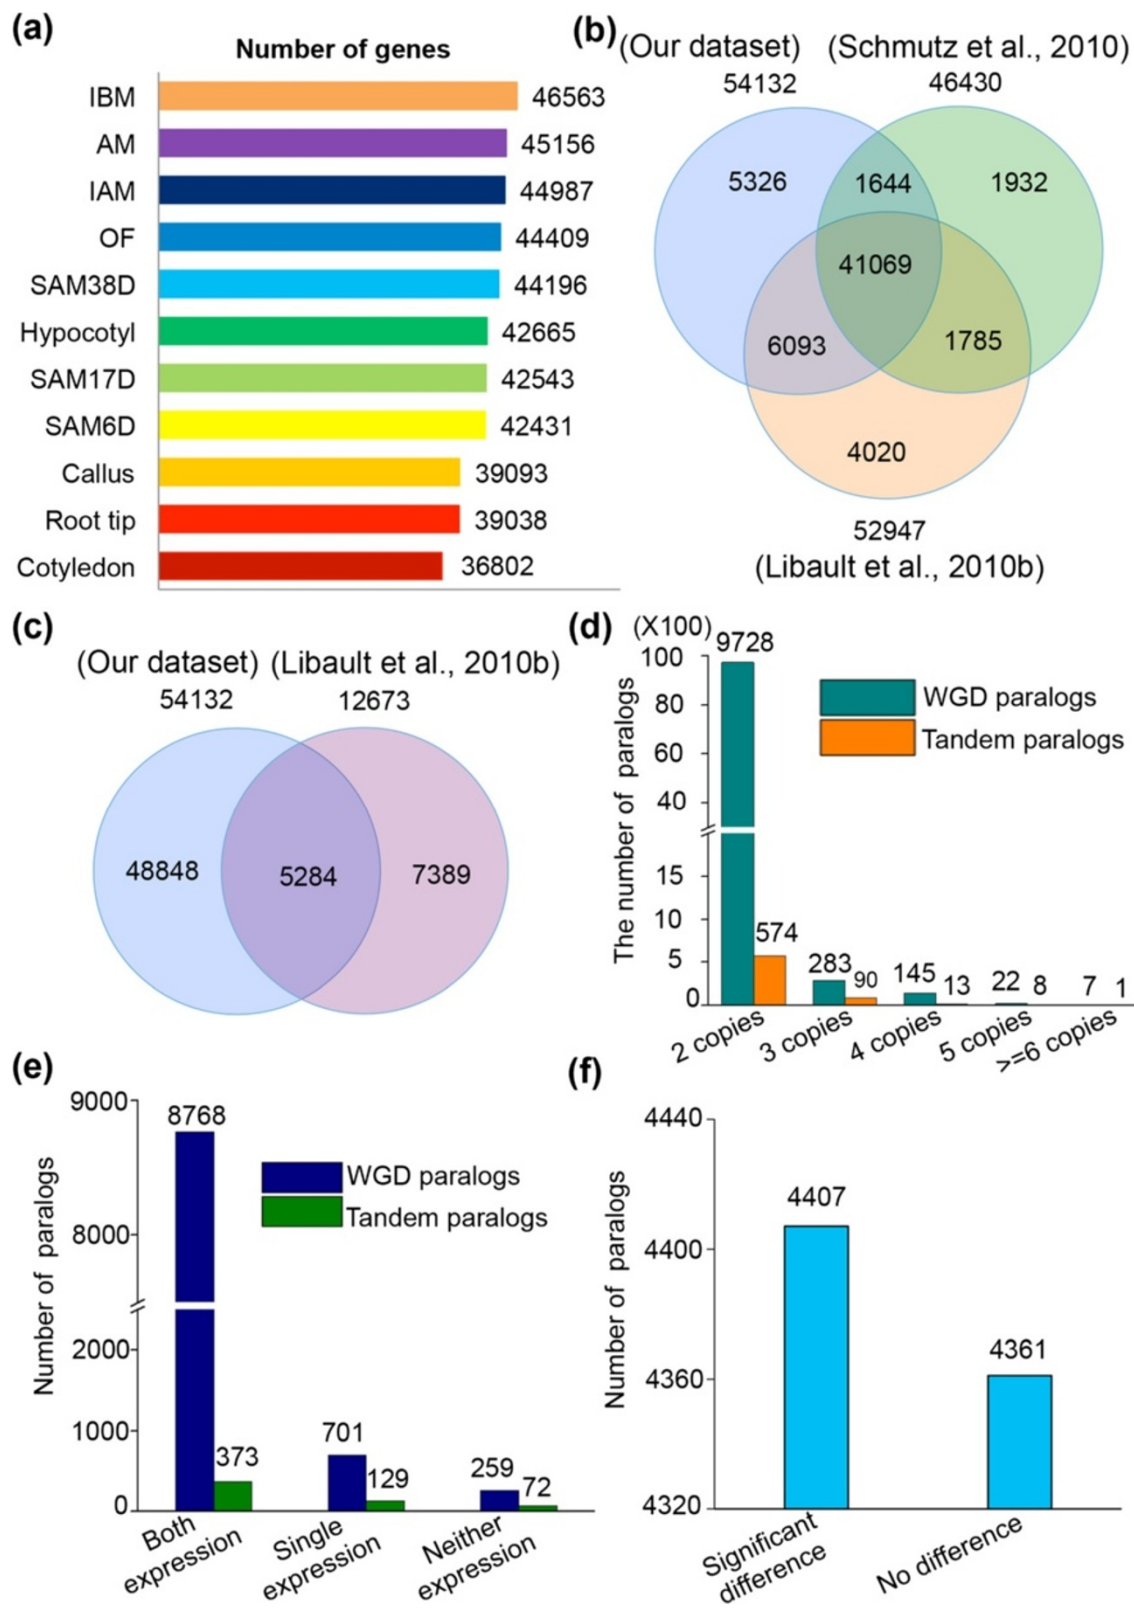 (a)
Number of genes
IBM 46563
AM 45156
IAM 44987
OF 44409
SAM38D 44196
Hypocotyl 42665
SAM17D 42543
SAM6D 42431
Callus 39093
Root tip 39038
Cotyledon 36802
(b)
(Our dataset) (Schmutz et al., 2010)
54132 46430
5326 1644 1932
41069
6093 1785
4020
52947
(Libault et al., 2010b)
(c)
(Our dataset) (Libault et al., 2010b)
54132 12673
48848 5284 7389
(d)
(X100)
The number of paralogs
100
80
60
40
15
10
5
0
WGD paralogs
Tandem paralogs
9728
574
283 90
145 13
22 8
7 1
2 copies
3 copies
4 copies
5 copies
>=6 copies
(e)
Number of paralogs
9000
8000
2000
1000
0
WGD paralogs
Tandem paralogs
8768
373
701
129
259
72
Both
expression
Single
expression
Neither
expression
(f)
Number of paralogs
4440
4400
4360
4320
4407
4361
Significant
difference
No difference